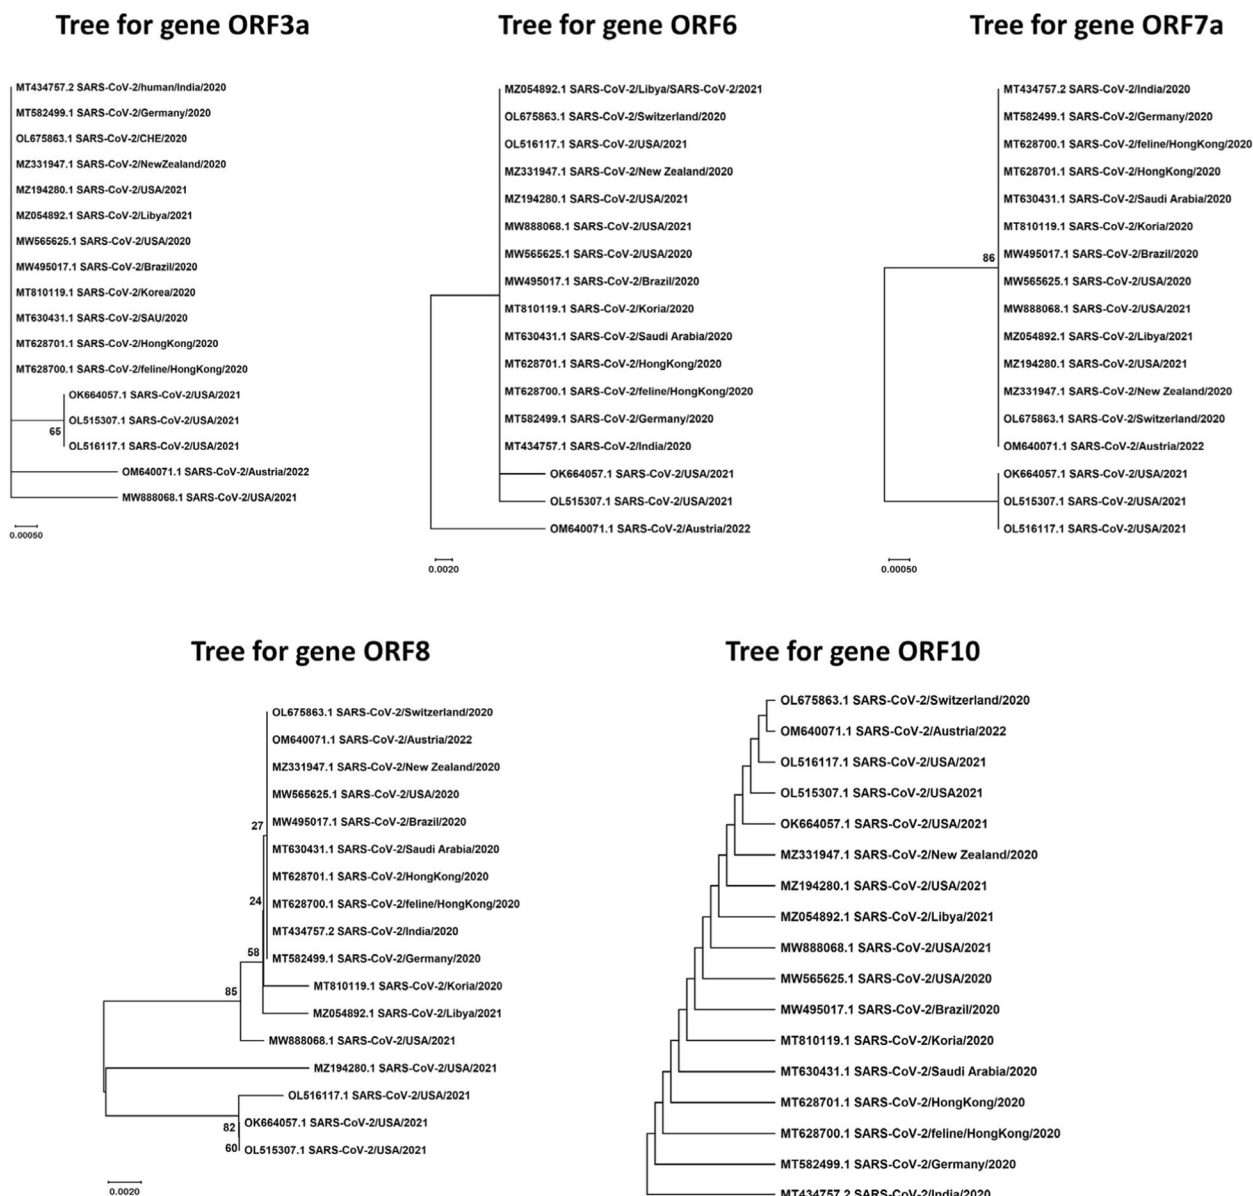 Tree for gene ORF3a
MT434757.2 SARS-CoV-2/human/India/2020
MT582499.1 SARS-CoV-2/Germany/2020
OL675863.1 SARS-CoV-2/CHE/2020
MZ331947.1 SARS-CoV-2/NewZealand/2020
MZ194280.1 SARS-CoV-2/USA/2021
MZ054892.1 SARS-CoV-2/Libya/2021
MW565625.1 SARS-CoV-2/USA/2020
MW495017.1 SARS-CoV-2/Brazil/2020
MT810119.1 SARS-CoV-2/Korea/2020
MT630431.1 SARS-CoV-2/SAU/2020
MT628701.1 SARS-CoV-2/HongKong/2020
MT628700.1 SARS-CoV-2/feline/HongKong/2020
OK664057.1 SARS-CoV-2/USA/2021
OL515307.1 SARS-CoV-2/USA/2021
65
OL516117.1 SARS-CoV-2/USA/2021
OM640071.1 SARS-CoV-2/Austria/2022
MW888068.1 SARS-CoV-2/USA/2021
0.00050
Tree for gene ORF6
MZ054892.1 SARS-CoV-2/Libya/SARS-CoV-2/2021
OL675863.1 SARS-CoV-2/Switzerland/2020
OL516117.1 SARS-CoV-2/USA/2021
MZ331947.1 SARS-CoV-2/New Zealand/2020
MZ194280.1 SARS-CoV-2/USA/2021
MW888068.1 SARS-CoV-2/USA/2021
MW565625.1 SARS-CoV-2/USA/2020
MW495017.1 SARS-CoV-2/Brazil/2020
MT810119.1 SARS-CoV-2/Koria/2020
MT630431.1 SARS-CoV-2/Saudi Arabia/2020
MT628701.1 SARS-CoV-2/HongKong/2020
MT628700.1 SARS-CoV-2/feline/HongKong/2020
MT582499.1 SARS-CoV-2/Germany/2020
MT434757.1 SARS-CoV-2/India/2020
OK664057.1 SARS-CoV-2/USA/2021
OL515307.1 SARS-CoV-2/USA/2021
OM640071.1 SARS-CoV-2/Austria/2022
0.0020
Tree for gene ORF7a
MT434757.2 SARS-CoV-2/India/2020
MT582499.1 SARS-CoV-2/Germany/2020
MT628700.1 SARS-CoV-2/feline/HongKong/2020
MT628701.1 SARS-CoV-2/HongKong/2020
MT630431.1 SARS-CoV-2/Saudi Arabia/2020
MT810119.1 SARS-CoV-2/Koria/2020
86
MW495017.1 SARS-CoV-2/Brazil/2020
MW565625.1 SARS-CoV-2/USA/2020
MW888068.1 SARS-CoV-2/USA/2021
MZ054892.1 SARS-CoV-2/Libya/2021
MZ194280.1 SARS-CoV-2/USA/2021
MZ331947.1 SARS-CoV-2/New Zealand/2020
OL675863.1 SARS-CoV-2/Switzerland/2020
OM640071.1 SARS-CoV-2/Austria/2022
OK664057.1 SARS-CoV-2/USA/2021
OL515307.1 SARS-CoV-2/USA/2021
OL516117.1 SARS-CoV-2/USA/2021
0.00050
Tree for gene ORF8
OL675863.1 SARS-CoV-2/Switzerland/2020
OM640071.1 SARS-CoV-2/Austria/2022
MZ331947.1 SARS-CoV-2/New Zealand/2020
MW565625.1 SARS-CoV-2/USA/2020
27
MW495017.1 SARS-CoV-2/Brazil/2020
MT630431.1 SARS-CoV-2/Saudi Arabia/2020
MT628701.1 SARS-CoV-2/HongKong/2020
24
MT628700.1 SARS-CoV-2/feline/HongKong/2020
MT434757.2 SARS-CoV-2/India/2020
58
MT582499.1 SARS-CoV-2/Germany/2020
MT810119.1 SARS-CoV-2/Koria/2020
85
MZ054892.1 SARS-CoV-2/Libya/2021
MW888068.1 SARS-CoV-2/USA/2021
MZ194280.1 SARS-CoV-2/USA/2021
OL516117.1 SARS-CoV-2/USA/2021
82
OK664057.1 SARS-CoV-2/USA/2021
60
OL515307.1 SARS-CoV-2/USA/2021
0.0020
Tree for gene ORF10
OL675863.1 SARS-CoV-2/Switzerland/2020
OM640071.1 SARS-CoV-2/Austria/2022
OL516117.1 SARS-CoV-2/USA/2021
OL515307.1 SARS-CoV-2/USA2021
OK664057.1 SARS-CoV-2/USA/2021
MZ331947.1 SARS-CoV-2/New Zealand/2020
MZ194280.1 SARS-CoV-2/USA/2021
MZ054892.1 SARS-CoV-2/Libya/2021
MW888068.1 SARS-CoV-2/USA/2021
MW565625.1 SARS-CoV-2/USA/2020
MW495017.1 SARS-CoV-2/Brazil/2020
MT810119.1 SARS-CoV-2/Koria/2020
MT630431.1 SARS-CoV-2/Saudi Arabia/2020
MT628701.1 SARS-CoV-2/HongKong/2020
MT628700.1 SARS-CoV-2/feline/HongKong/2020
MT582499.1 SARS-CoV-2/Germany/2020
MT434757.2 SARS-CoV-2/India/2020